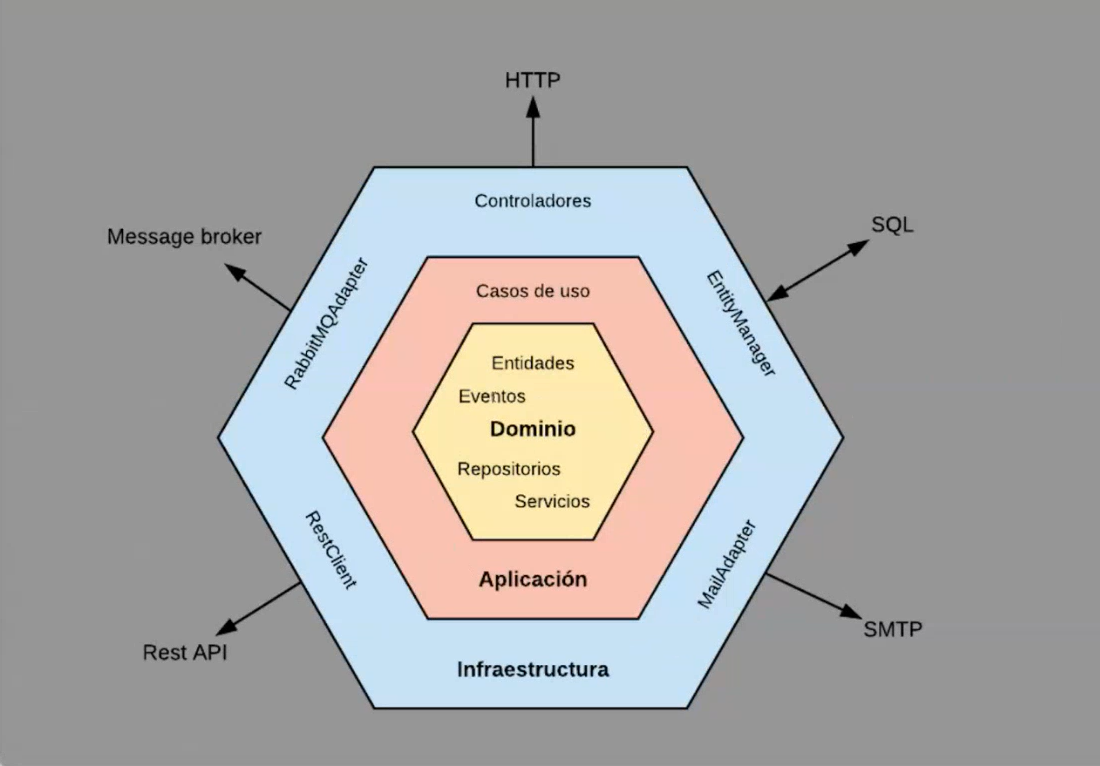 HTTP
Controladores
SQL
Message broker
RabbitMQAdapter
EntityManager
Casos de uso
Entidades
Eventos
Dominio
Repositorios
Servicios
RestClient
MailAdapter
Aplicación
SMTP
Rest API
Infraestructura